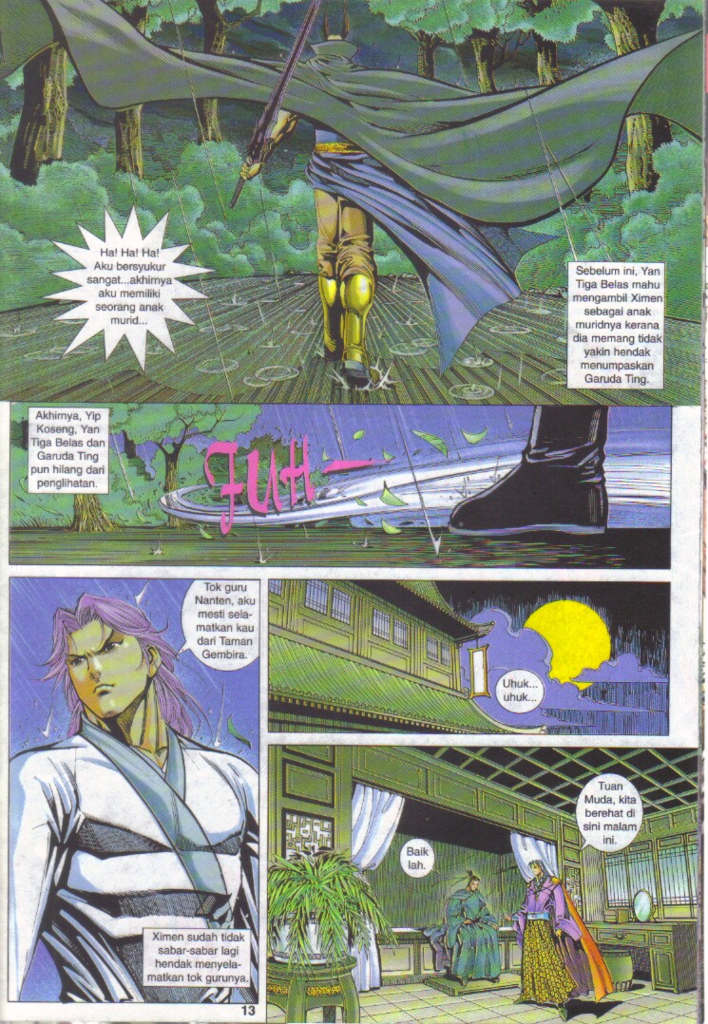 Ha! Ha! Ha!
Aku bersyukur
sangat...akhirnya
aku memiliki
seorang anak
murid...
Sebelum ini, Yan
Tiga Belas mahu
mengambil Ximen
sebagai anak
muridnya kerana
dia memang tidak
yakin hendak
menumpaskan
Garuda Ting.
Akhirnya, Yip
Koseng, Yan
Tiga Belas dan
Garuda Ting
pun hilang dari
penglihatan.
FUH
Tok guru
Nanten, aku
mesti sela-
matkan kau
dari Taman
Gembira.
Ximen sudah tidak
sabar-sabar lagi
hendak menyela-
matkan tok gurunya.
Uhuk...
uhuk...
Tuan
Muda, kita
berehat di
sini malam
ini.
Baik
lah.
13